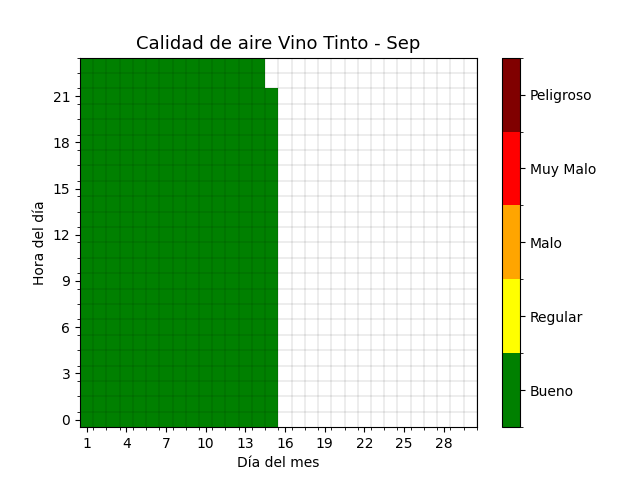 Calidad de aire Vino Tinto - Sep
Hora del día
21
18
15
12
9
6
3
0
1 4 7 10 13 16 19 22 25 28
Día del mes
Peligroso
Muy Malo
Malo
Regular
Bueno